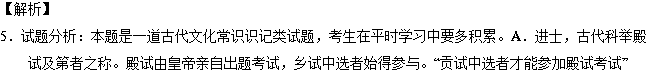 【解析】
5．试题分析：本题是一道古代文化常识识记类试题，考生在平时学习中要多积累。A．进士，古代科举殿
试及第者之称。殿试由皇帝亲自出题考试，乡试中选者始得参与。“贡试中选者才能参加殿试考试”